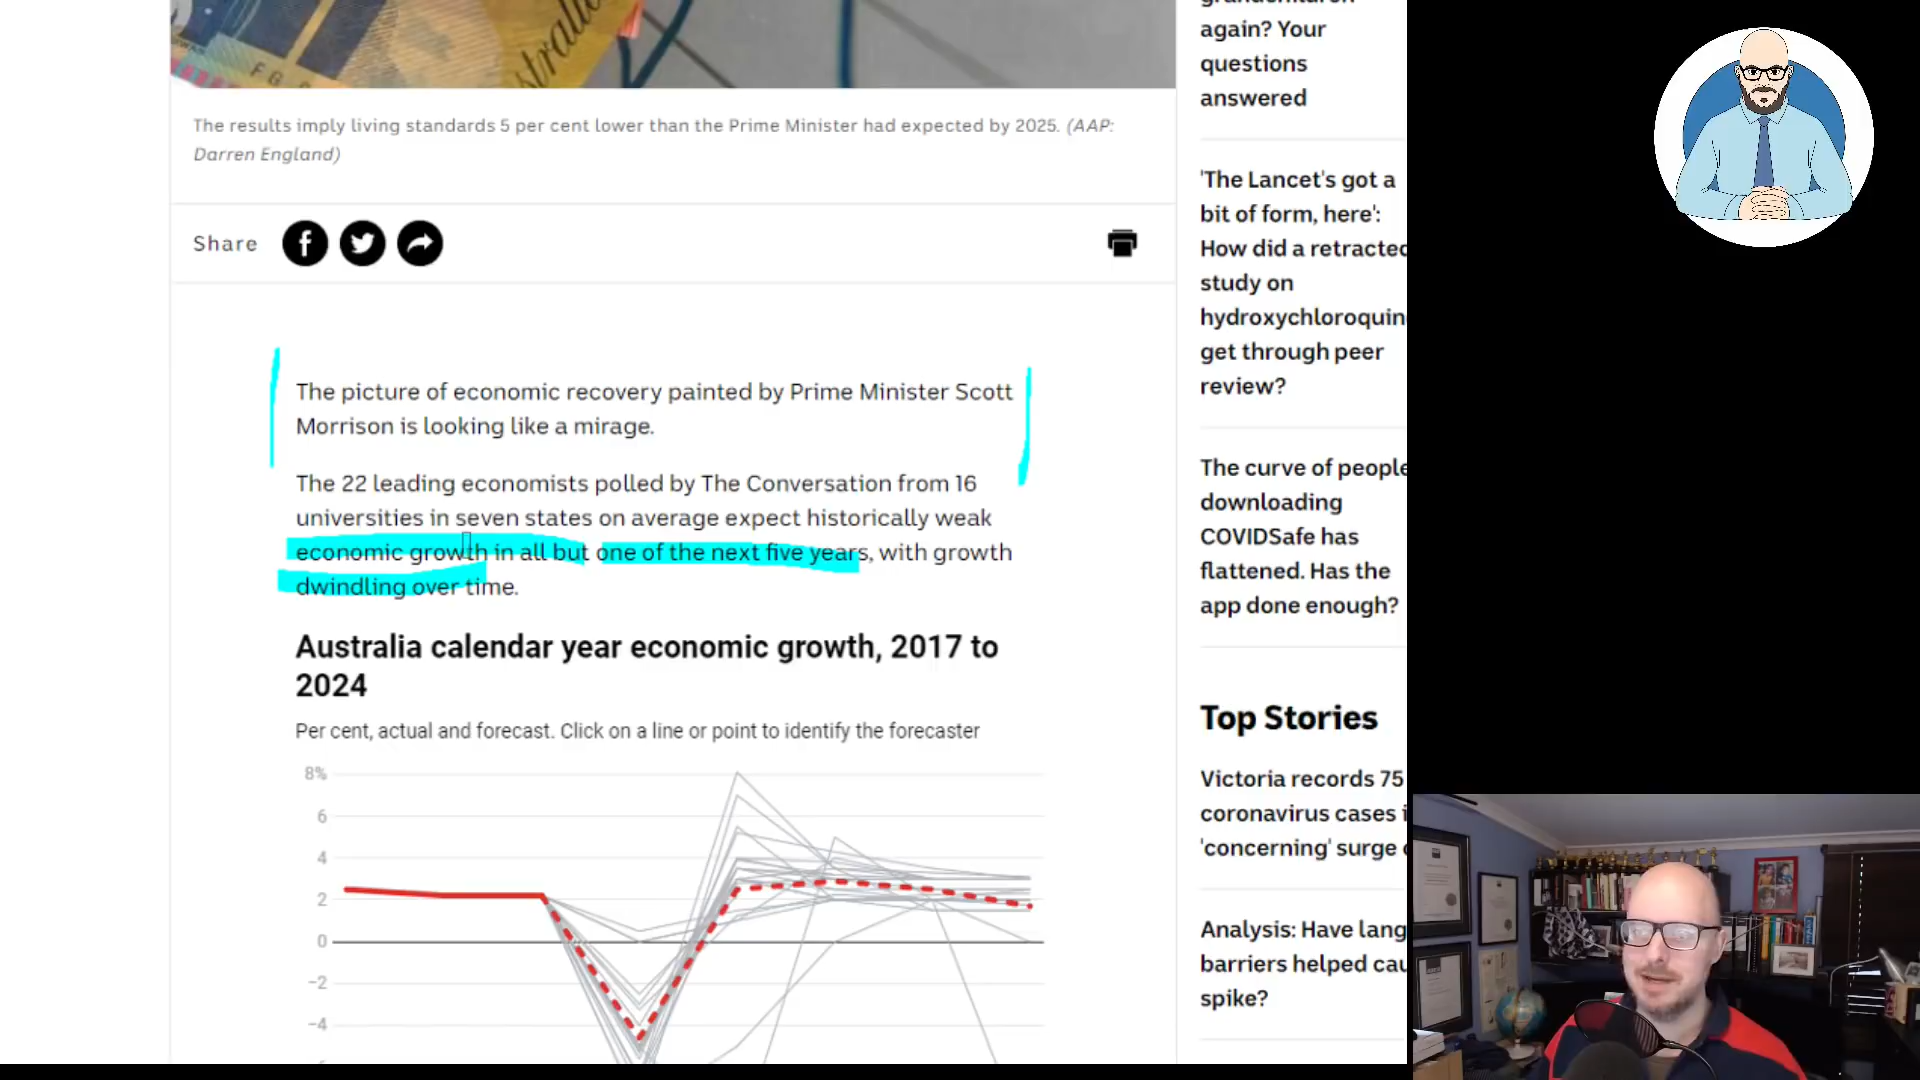 stralia
FG
The results imply living standards 5 per cent lower than the Prime Minister had expected by 2025. (AAP:
Darren England)
Share
The picture of economic recovery painted by Prime Minister Scott
Morrison is looking like a mirage.
The 22 leading economists polled by The Conversation from 16
universities in seven states on average expect historically weak
economic growth in all but one of the next five years, with growth
dwindling over time.
Australia calendar year economic growth, 2017 to
2024
Per cent, actual and forecast. Click on a line or point to identify the forecaster
8%
6
4
2
0
−2
−4
again? Your
questions
answered
'The Lancet's got a
bit of form, here':
How did a retracted
study on
hydroxychloroquin
get through peer
review?
The curve of people
downloading
COVIDSafe has
flattened. Has the
app done enough?
Top Stories
Victoria records 75
coronavirus cases i
'concerning' surge
Analysis: Have lang
barriers helped cau
spike?